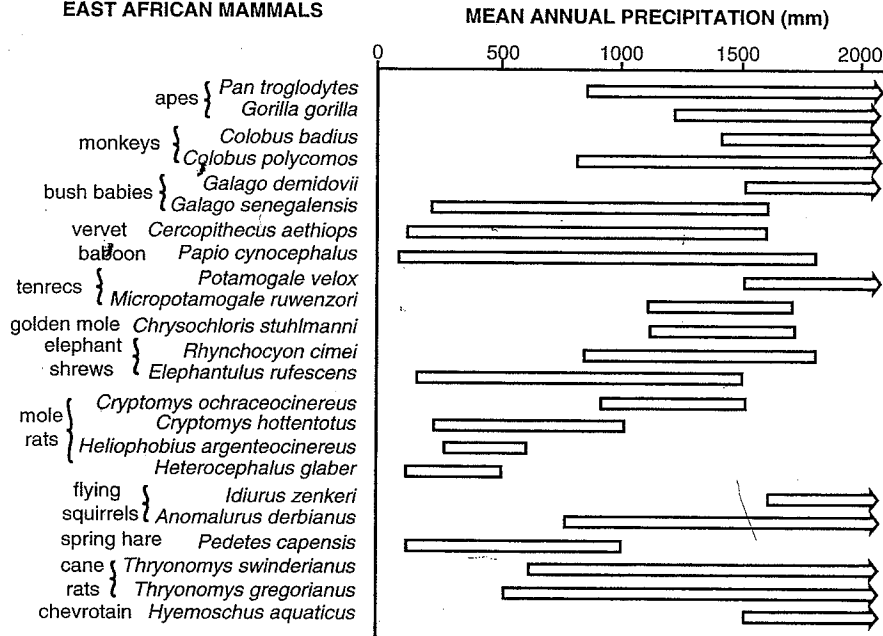 EAST AFRICAN MAMMALS
MEAN ANNUAL PRECIPITATION (mm)
0 500 1000 1500 2000
apes { Pan troglodytes
Gorilla gorilla
monkeys { Colobus badius
Colobus polycomos
bush babies { Galago demidovii
Galago senegalensis
vervet Cercopithecus aethiops
baboon Papio cynocephalus
tenrecs { Potamogale velox
Micropotamogale ruwenzori
golden mole Chrysochloris stuhlmanni
elephant shrews { Rhynchocyon cimei
Elephantulus rufescens
mole rats { Cryptomys ochraceocinereus
Cryptomys hottentotus
Heliophobius argenteocinereus
Heterocephalus glaber
flying squirrels { Idiurus zenkeri
Anomalurus derbianus
spring hare Pedetes capensis
cane rats { Thryonomys swinderianus
Thryonomys gregorianus
chevrotain Hyemoschus aquaticus